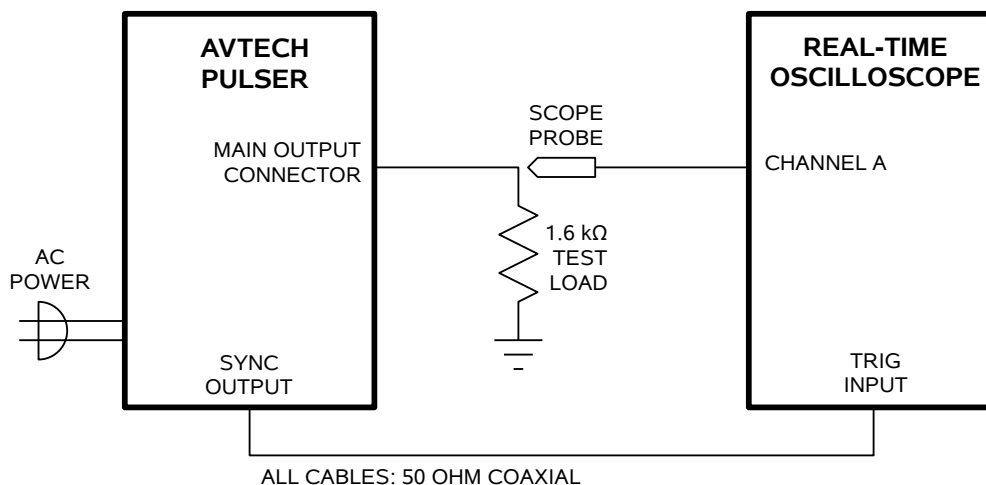 AVTECH
PULSER
REAL-TIME
OSCILLOSCOPE
SCOPE
PROBE
MAIN OUTPUT
CONNECTOR
CHANNEL A
1.6 kΩ
TEST
LOAD
AC
POWER
SYNC
OUTPUT
TRIG
INPUT
ALL CABLES: 50 OHM COAXIAL